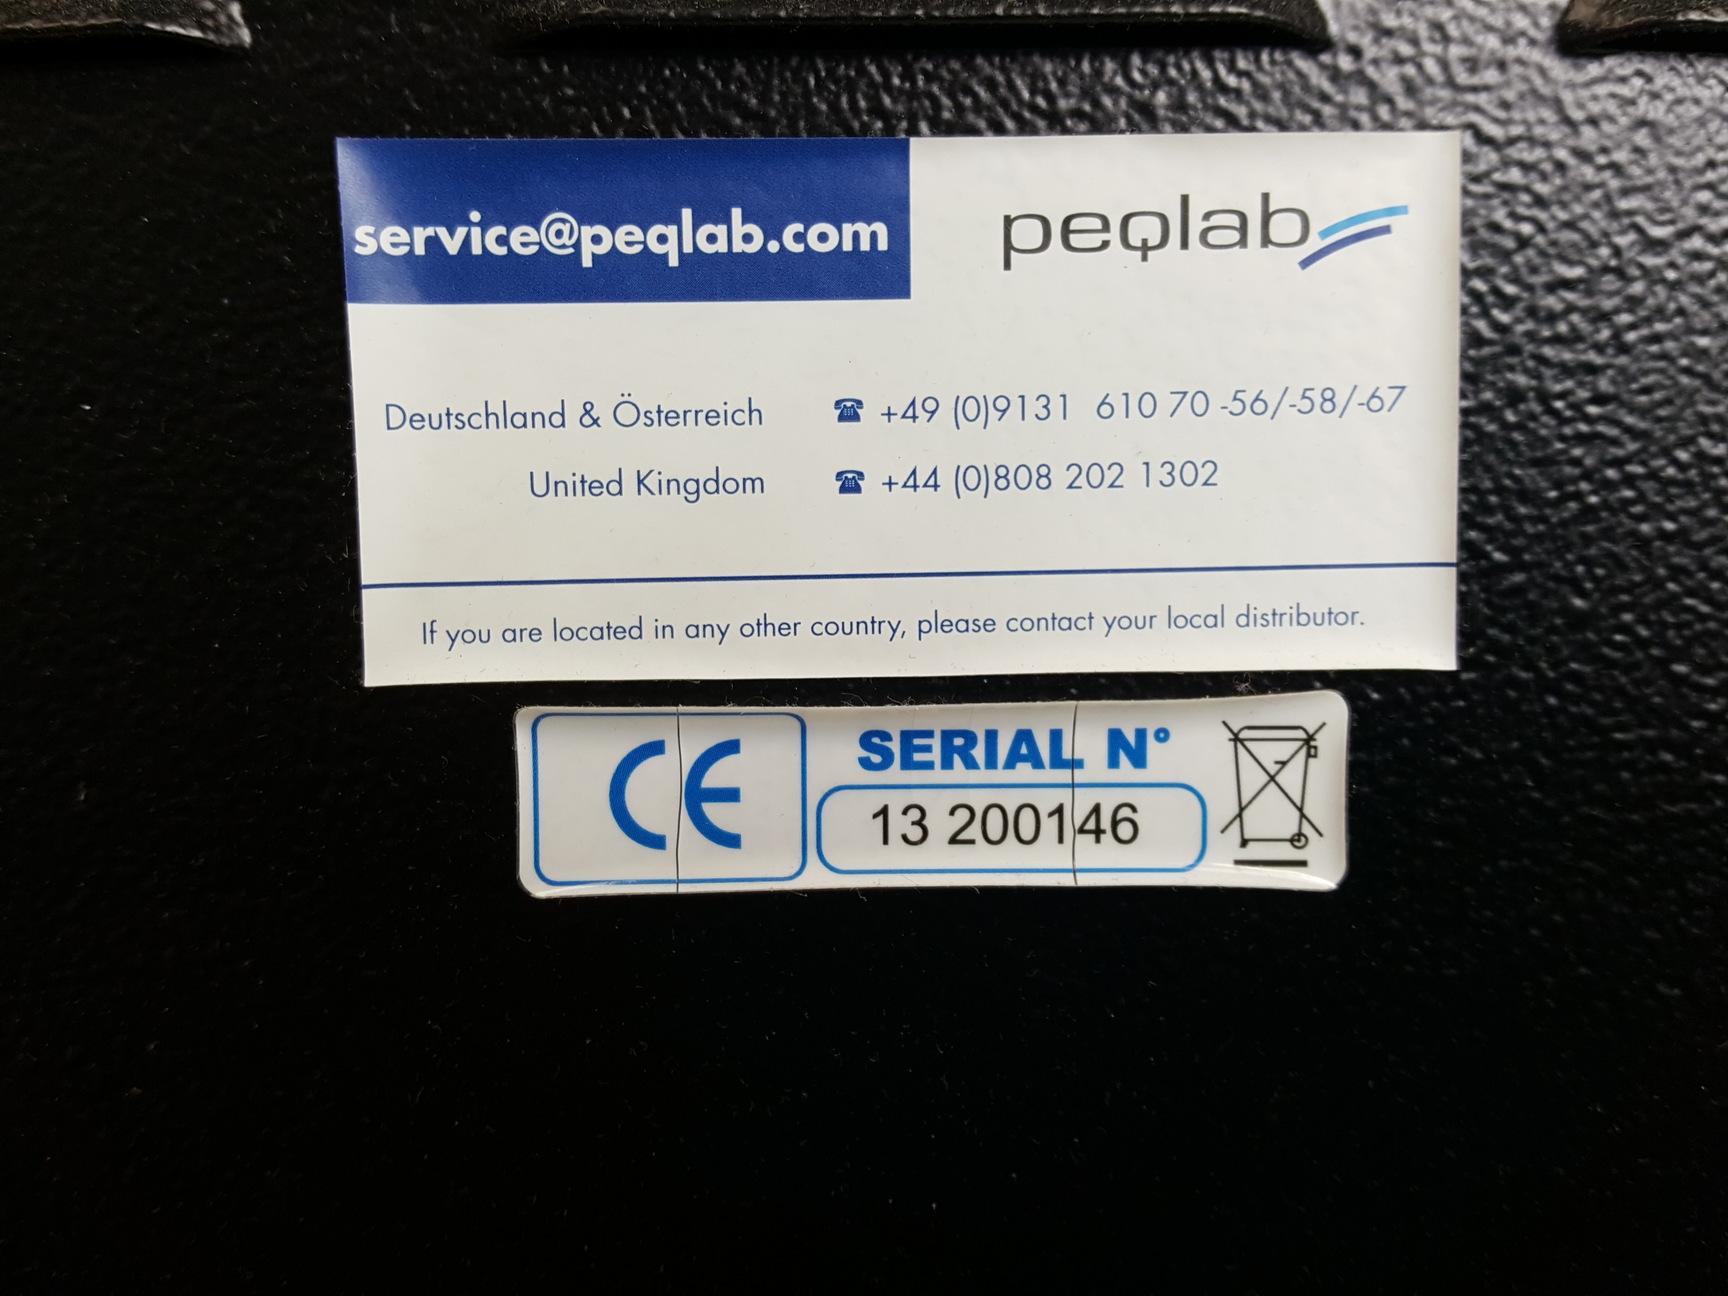 service@peqlab.com
peqlab
Deutschland & Österreich ☎ +49 (0)9131 610 70 -56/-58/-67
United Kingdom ☎ +44 (0)808 202 1302
If you are located in any other country, please contact your local distributor.
CE
SERIAL N°
13 200146